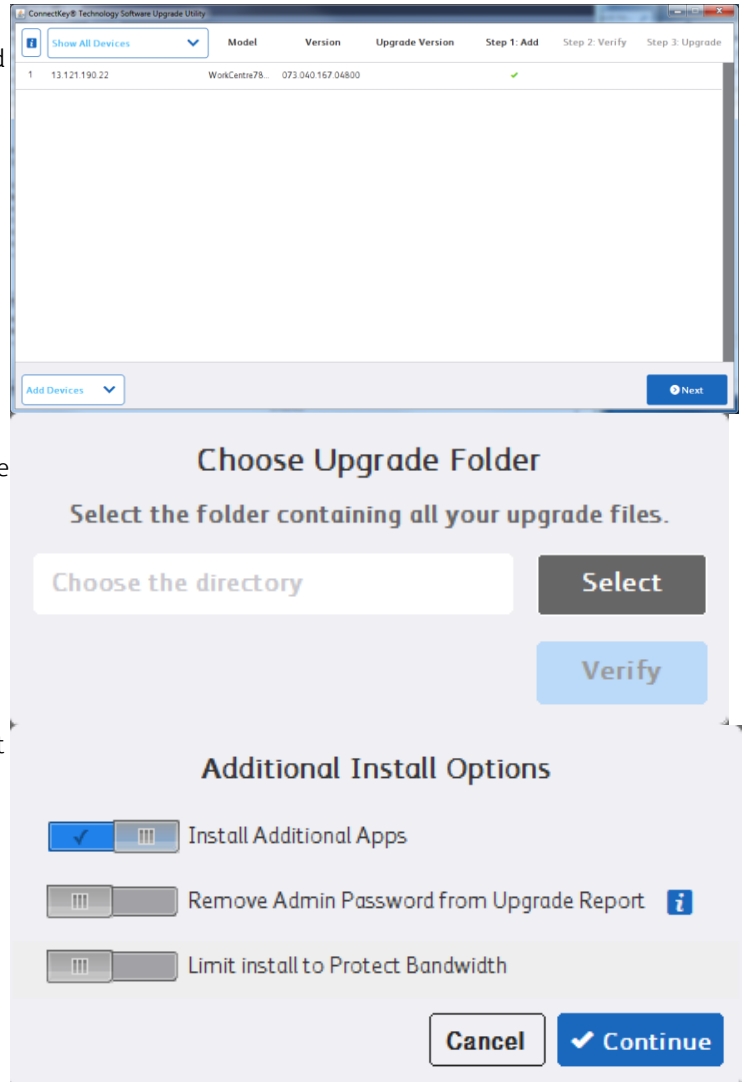 ConnectKey® Technology Software Upgrade Utility
Show All Devices Model Version Upgrade Version Step 1: Add Step 2: Verify Step 3: Upgrade
1 13.121.190.22 WorkCentre78... 073.040.167.04800
Add Devices Next
Choose Upgrade Folder
Select the folder containing all your upgrade files.
Choose the directory Select
Verify
Additional Install Options
Install Additional Apps
Remove Admin Password from Upgrade Report i
Limit install to Protect Bandwidth
Cancel Continue